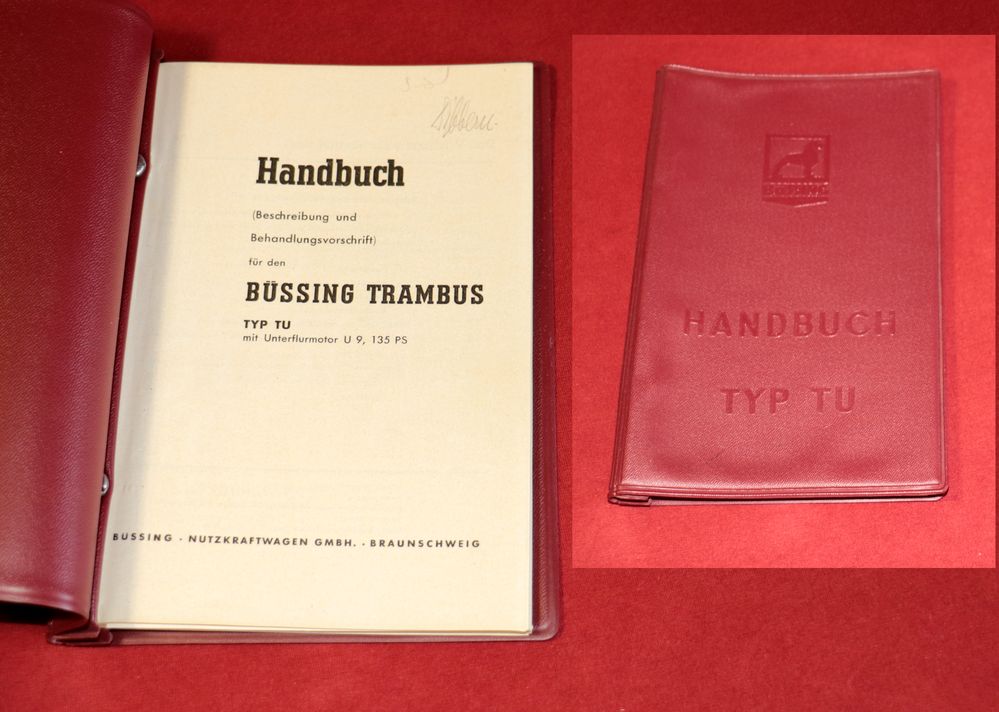 Handbuch
(Beschreibung und
Behandlungsvorschrift)
für den
BÜSSING TRAMBUS
TYP TU
mit Unterflurmotor U 9, 135 PS
BÜSSING · NUTZKRAFTWAGEN GMBH. · BRAUNSCHWEIG
BÜSSING
HANDBUCH
TYP TU